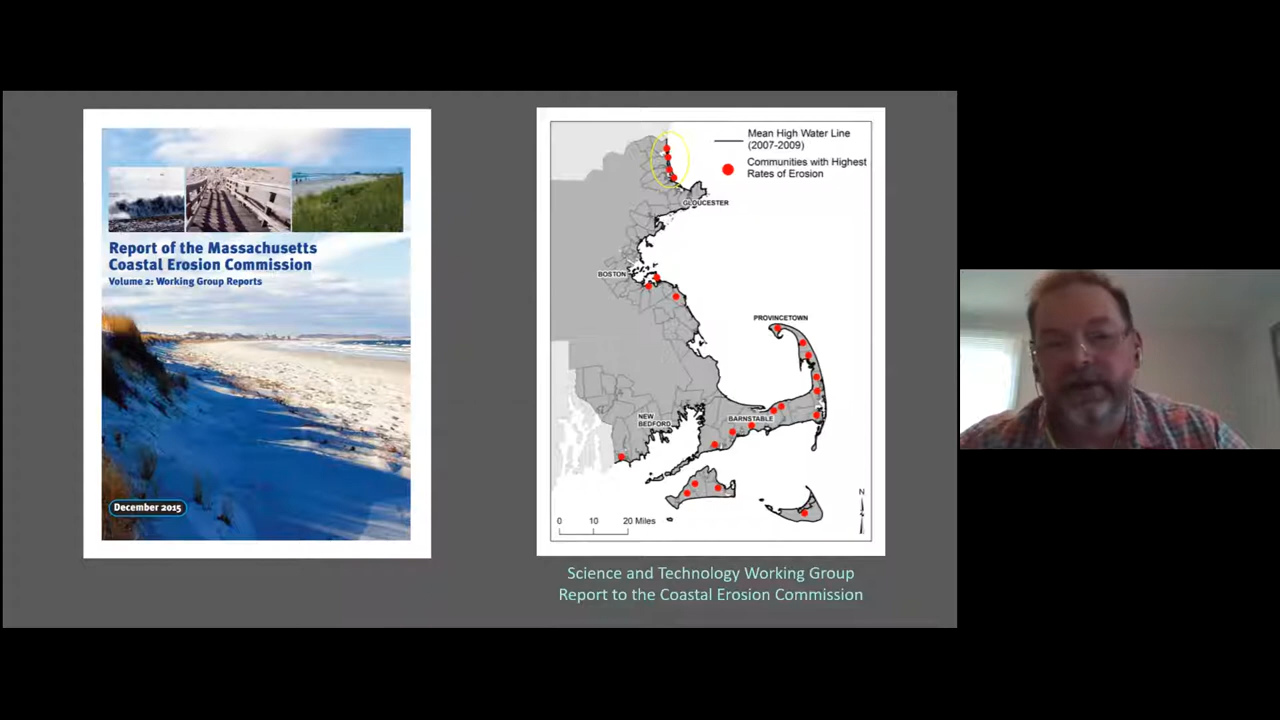 Report of the Massachusetts
Coastal Erosion Commission
Volume 2: Working Group Reports
December 2015
Mean High Water Line
(2007-2009)
Communities with Highest
Rates of Erosion
GLOUCESTER
BOSTON
PROVINCETOWN
NEW
BEDFORD
BARNSTABLE
N
0 10 20 Miles
Science and Technology Working Group
Report to the Coastal Erosion Commission